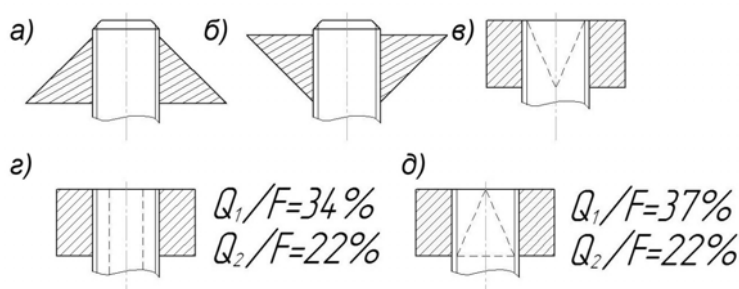 а)
б)
в)
г)
Q₁/F=34%
Q₂/F=22%
д)
Q₁/F=37%
Q₂/F=22%